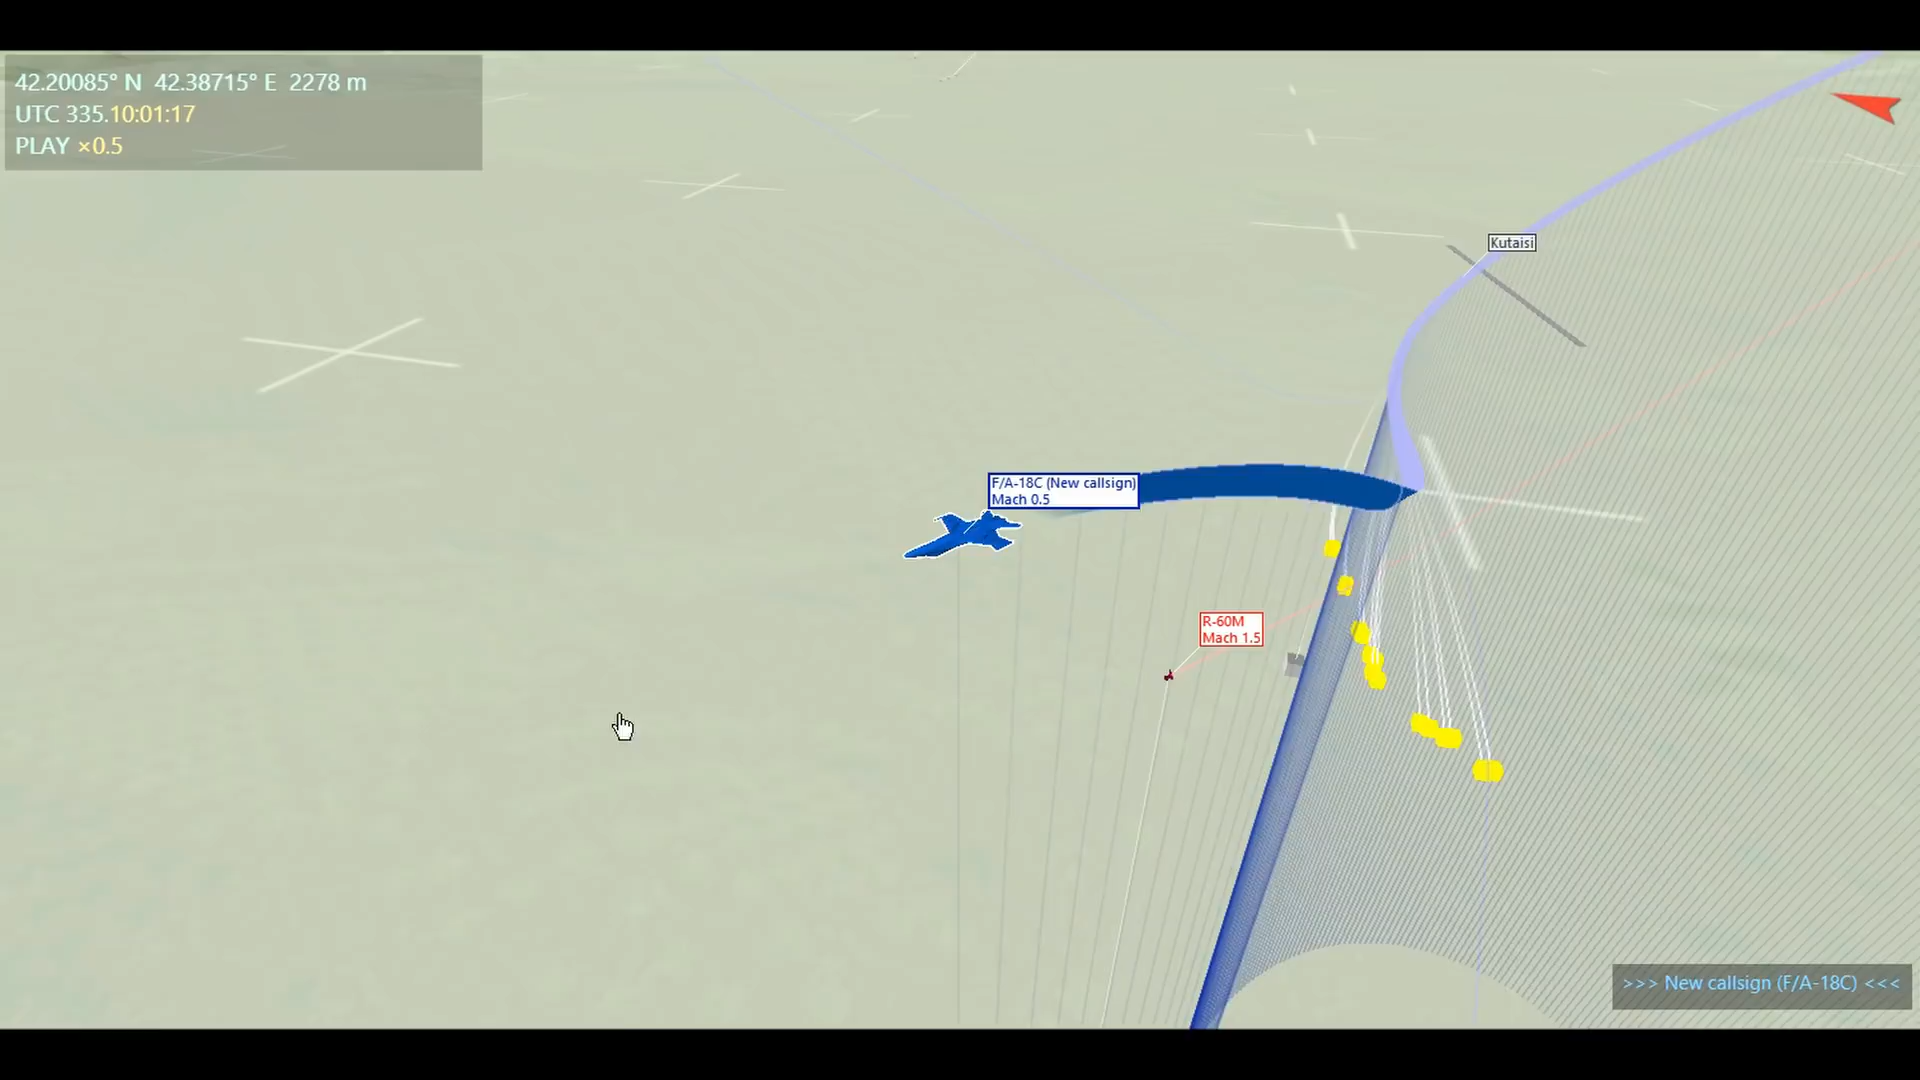 42.20085° N 42.38715° E 2278 m
UTC 335.10:01:17
PLAY ×0.5
Kutaisi
F/A-18C (New callsign)
Mach 0.5
R-60M
Mach 1.5
>>> New callsign (F/A-18C) <<<